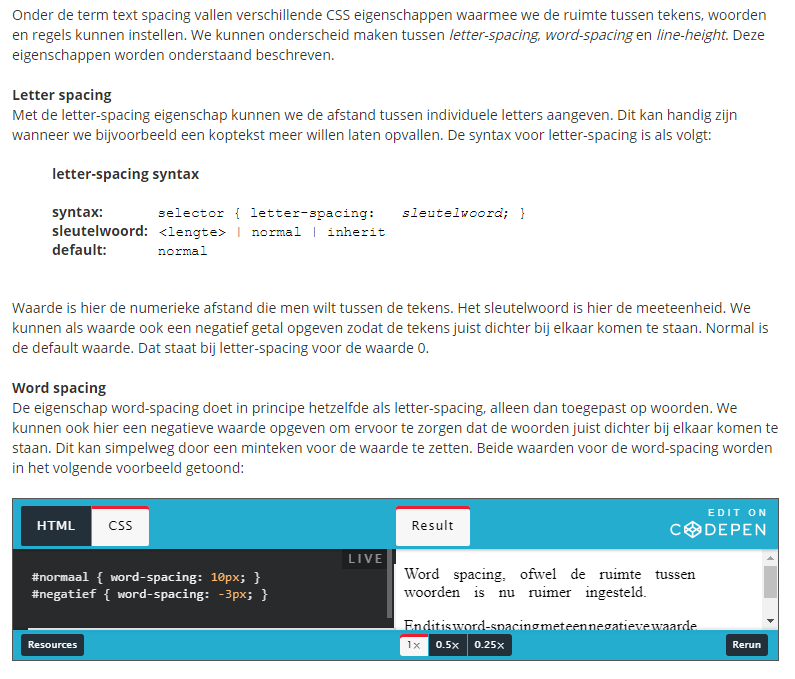 Onder de term text spacing vallen verschillende CSS eigenschappen waarmee we de ruimte tussen tekens, woorden
en regels kunnen instellen. We kunnen onderscheid maken tussen letter-spacing, word-spacing en line-height. Deze
eigenschappen worden onderstaand beschreven.
Letter spacing
Met de letter-spacing eigenschap kunnen we de afstand tussen individuele letters aangeven. Dit kan handig zijn
wanneer we bijvoorbeeld een koptekst meer willen laten opvallen. De syntax voor letter-spacing is als volgt:
letter-spacing syntax
syntax: selector { letter-spacing: sleutelwoord; }
sleutelwoord: <lengte> | normal | inherit
default: normal
Waarde is hier de numerieke afstand die men wilt tussen de tekens. Het sleutelwoord is hier de meeteenheid. We
kunnen als waarde ook een negatief getal opgeven zodat de tekens juist dichter bij elkaar komen te staan. Normal is
de default waarde. Dat staat bij letter-spacing voor de waarde 0.
Word spacing
De eigenschap word-spacing doet in principe hetzelfde als letter-spacing, alleen dan toegepast op woorden. We
kunnen ook hier een negatieve waarde opgeven om ervoor te zorgen dat de woorden juist dichter bij elkaar komen te
staan. Dit kan simpelweg door een minteken voor de waarde te zetten. Beide waarden voor de word-spacing worden
in het volgende voorbeeld getoond:
HTML CSS Result EDIT ON
CODEPEN
LIVE
#normaal { word-spacing: 10px; }
#negatief { word-spacing: -3px; }
Word spacing, ofwel de ruimte tussen
woorden is nu ruimer ingesteld.
En dit is word-spacing met een negatieve waarde
Resources 1x 0.5x 0.25x Rerun